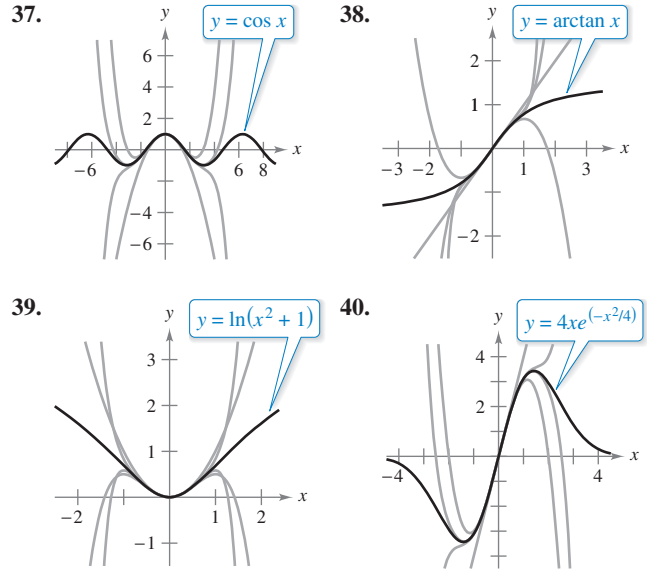 37.
y
y = cos x
6
4
2
x
−6
6 8
−4
−6
38.
y
y = arctan x
2
1
x
−3 −2
1
3
−2
39.
y
y = ln(x² + 1)
3
2
1
x
−2
1
2
−1
40.
y
y = 4xe^(−x²/4)
4
2
x
−4
4